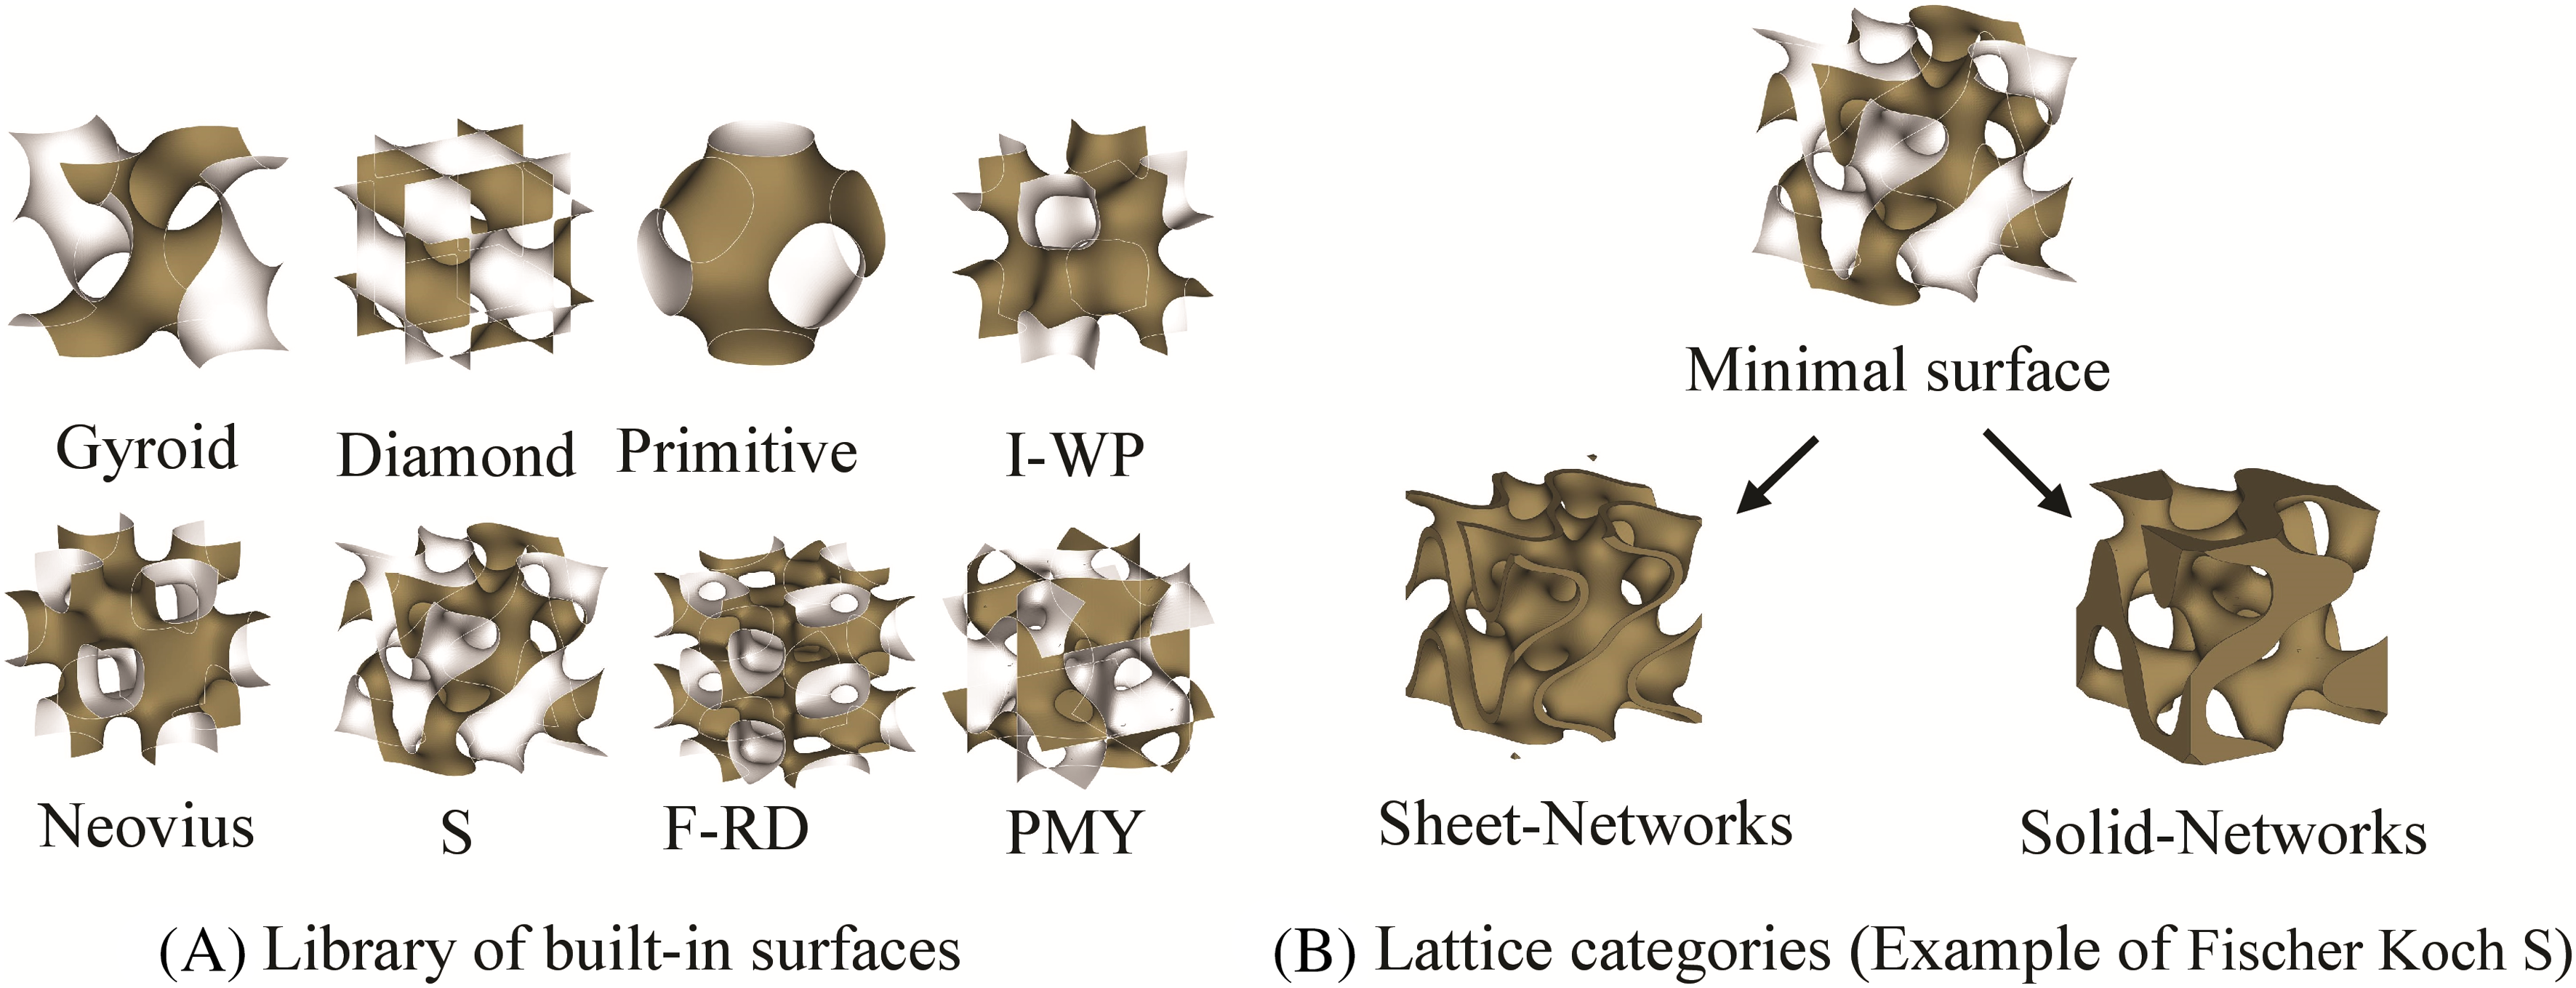 Gyroid
Diamond
Primitive
I-WP
Neovius
S
F-RD
PMY
(A) Library of built-in surfaces
Minimal surface
Sheet-Networks
Solid-Networks
(B) Lattice categories (Example of Fischer Koch S)